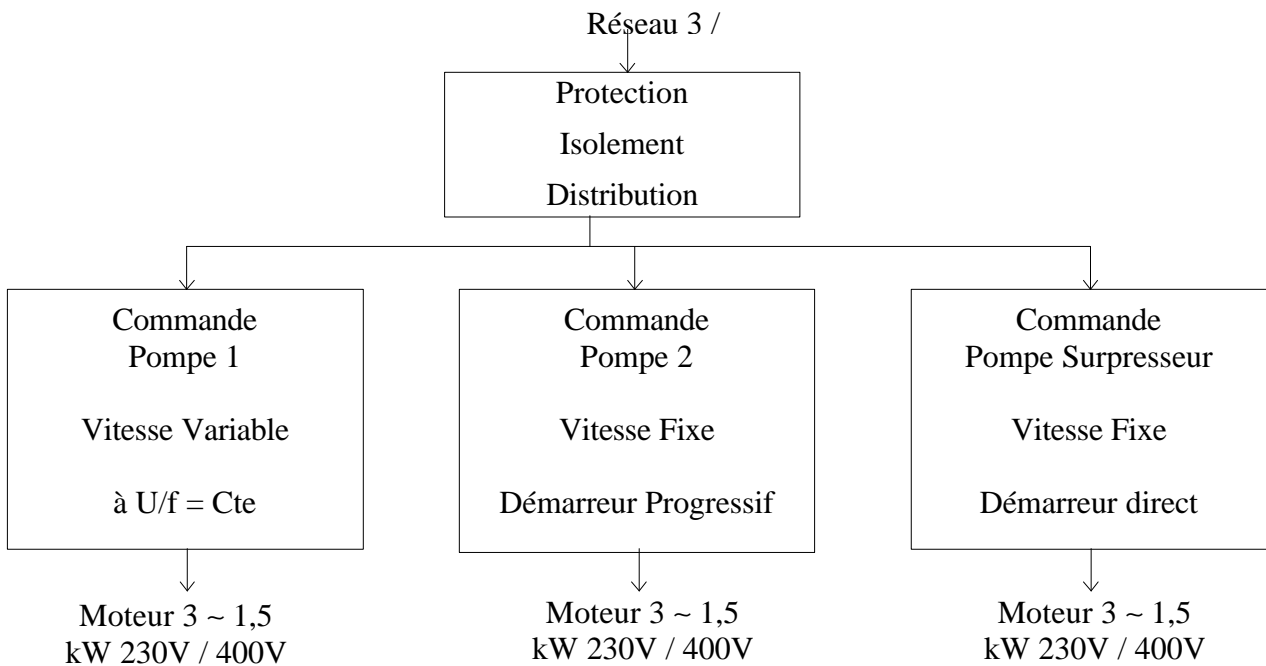 Réseau 3 /
Protection
Isolement
Distribution
Commande
Pompe 1
Vitesse Variable
à U/f = Cte
Commande
Pompe 2
Vitesse Fixe
Démarreur Progressif
Commande
Pompe Surpresseur
Vitesse Fixe
Démarreur direct
Moteur 3 ~ 1,5
kW 230V / 400V
Moteur 3 ~ 1,5
kW 230V / 400V
Moteur 3 ~ 1,5
kW 230V / 400V